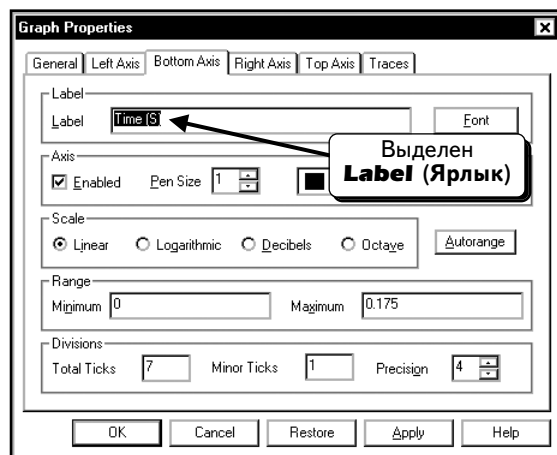 Graph Properties
General Left Axis Bottom Axis Right Axis Top Axis Traces
Label
Label Time (S) Font
Выделен
Label (Ярлык)
Axis
Enabled Pen Size 1
Scale
Linear Logarithmic Decibels Octave Autorange
Range
Minimum 0 Maximum 0.175
Divisions
Total Ticks 7 Minor Ticks 1 Precision 4
OK Cancel Restore Apply Help